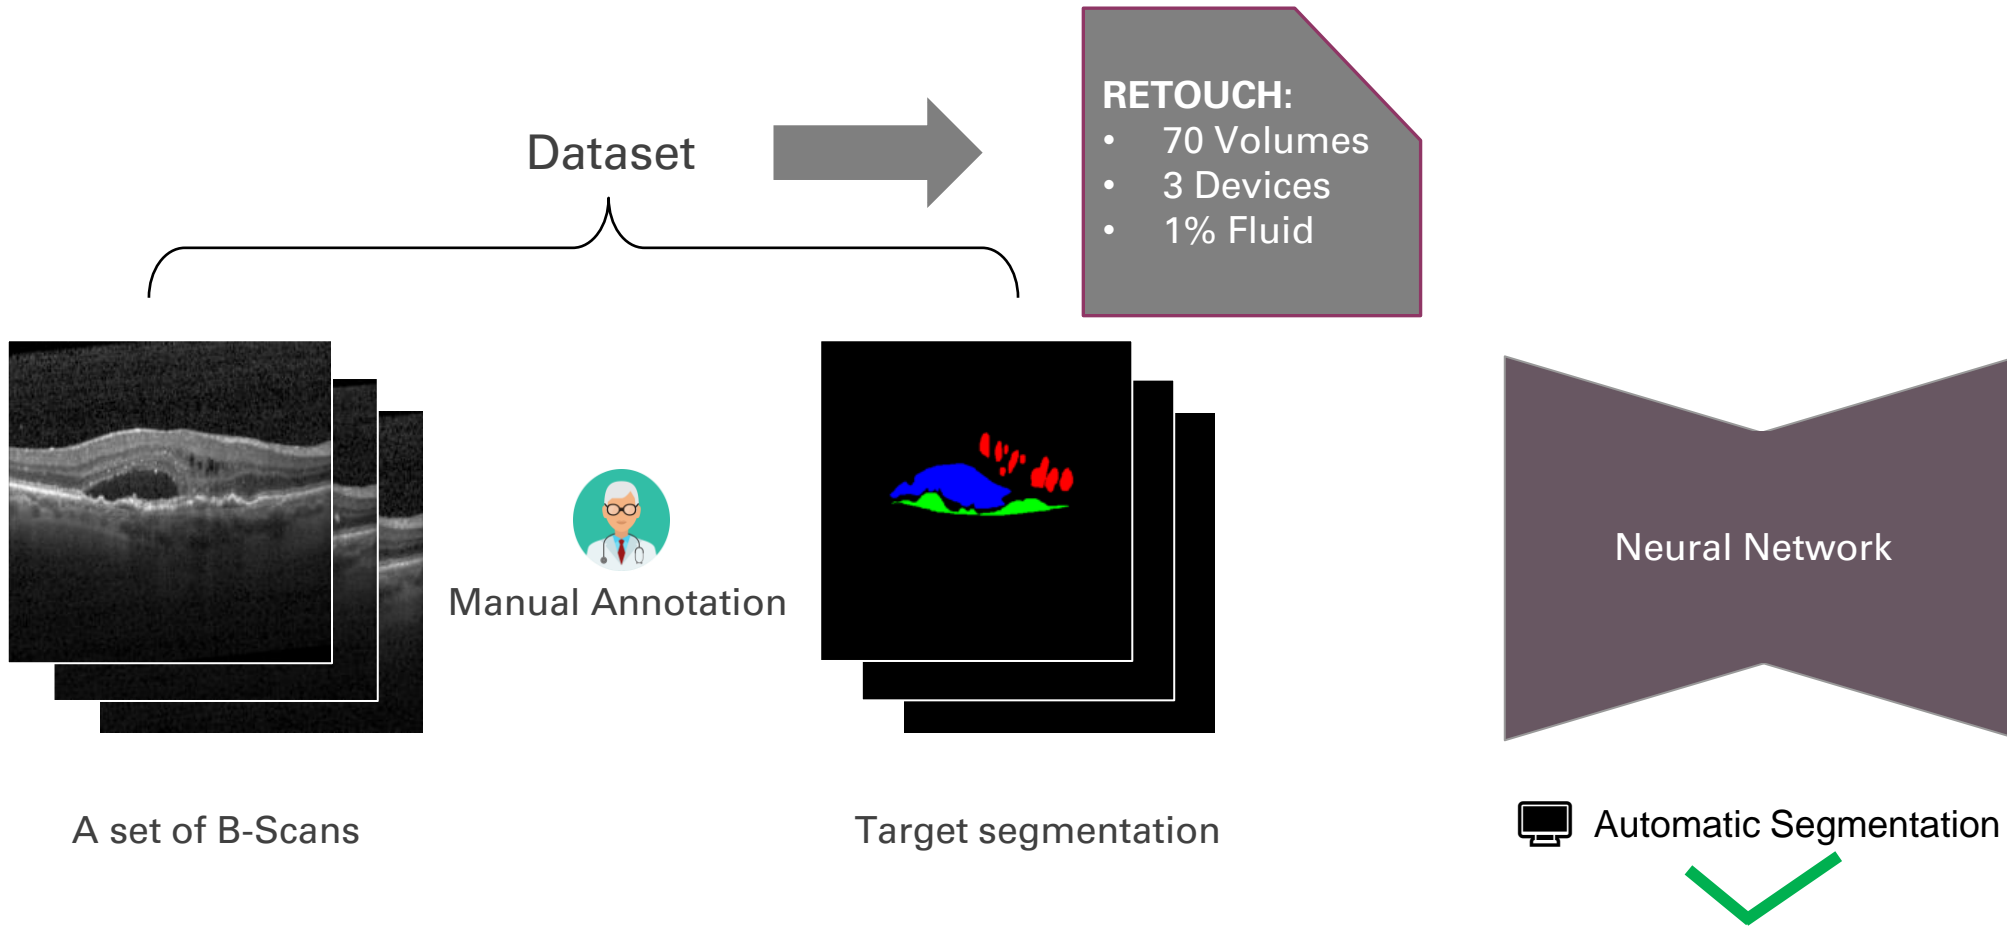 Dataset
RETOUCH:
• 70 Volumes
• 3 Devices
• 1% Fluid
Manual Annotation
Neural Network
A set of B-Scans
Target segmentation
Automatic Segmentation